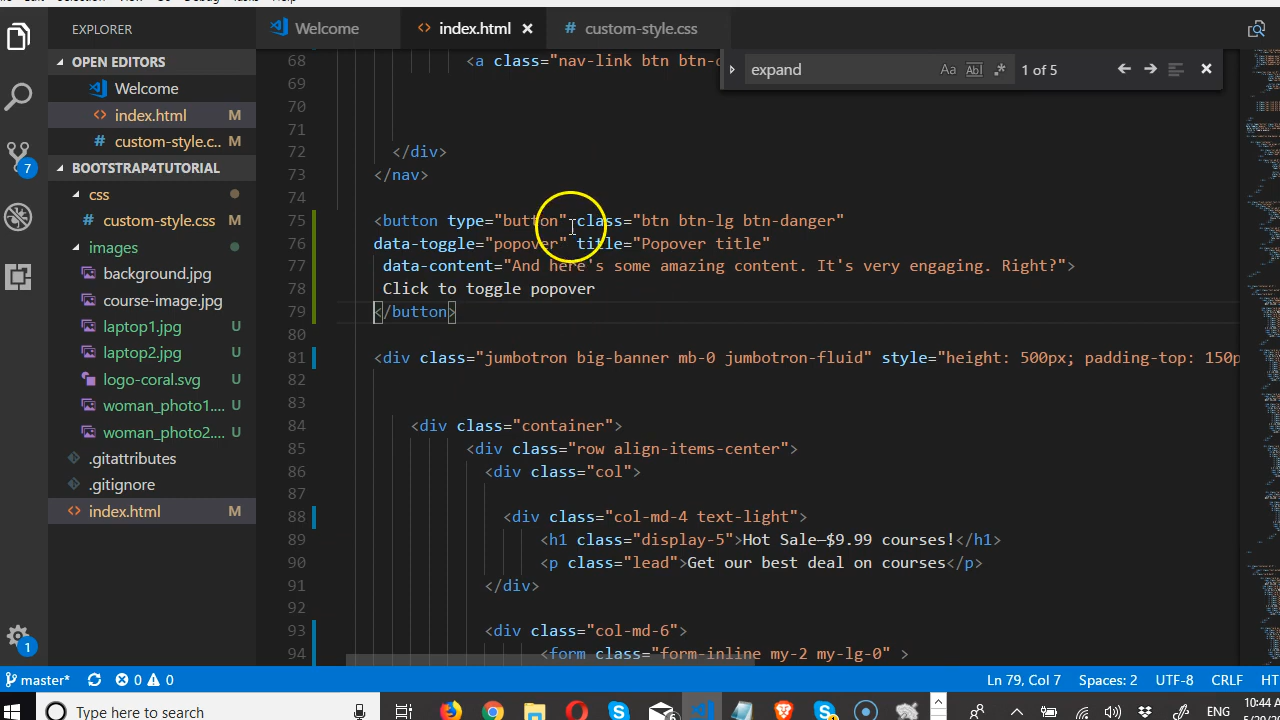 Welcome
index.html
custom-style.css
EXPLORER
OPEN EDITORS
Welcome
index.html M
custom-style.c... M
BOOTSTRAP4TUTORIAL
css
custom-style.css M
images
background.jpg
course-image.jpg
laptop1.jpg U
laptop2.jpg U
logo-coral.svg U
woman_photo1.... U
woman_photo2.... U
.gitattributes
.gitignore
index.html M
7
1
expand Aa Abl .* 1 of 5
68 <a class="nav-link btn btn-
69
70
71
72 </div>
73 </nav>
74
75 <button type="button" class="btn btn-lg btn-danger"
76 data-toggle="popover" title="Popover title"
77 data-content="And here's some amazing content. It's very engaging. Right?">
78 Click to toggle popover
79 </button>
80
81 <div class="jumbotron big-banner mb-0 jumbotron-fluid" style="height: 500px; padding-top: 150p
82
83
84 <div class="container">
85 <div class="row align-items-center">
86 <div class="col">
87
88 <div class="col-md-4 text-light">
89 <h1 class="display-5">Hot Sale—$9.99 courses!</h1>
90 <p class="lead">Get our best deal on courses</p>
91 </div>
92
93 <div class="col-md-6">
94 <form class="form-inline my-2 my-lg-0" >
master* 0 0 Ln 79, Col 7 Spaces: 2 UTF-8 CRLF HT
Type here to search
ENG
10:44 A